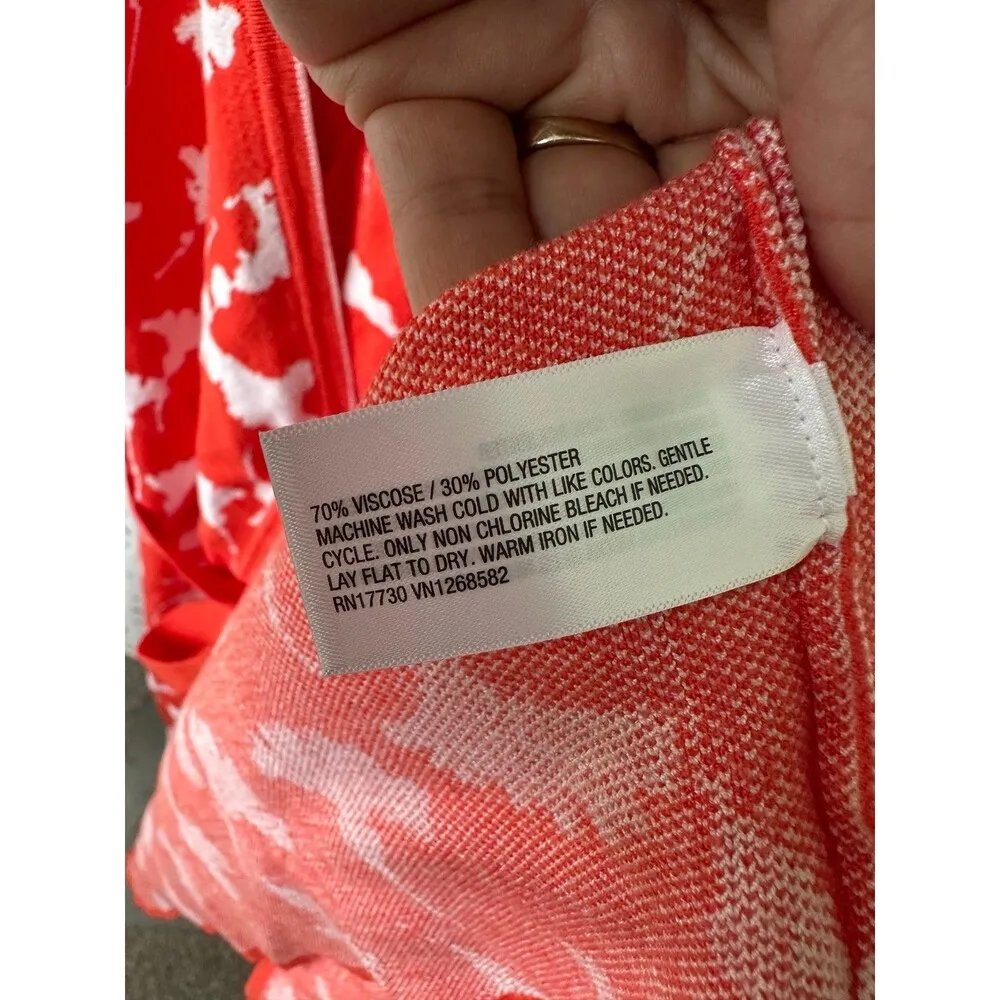 70% VISCOSE / 30% POLYESTER
MACHINE WASH COLD WITH LIKE COLORS. GENTLE
CYCLE. ONLY NON CHLORINE BLEACH IF NEEDED.
LAY FLAT TO DRY. WARM IRON IF NEEDED.
RN17730 VN1268582